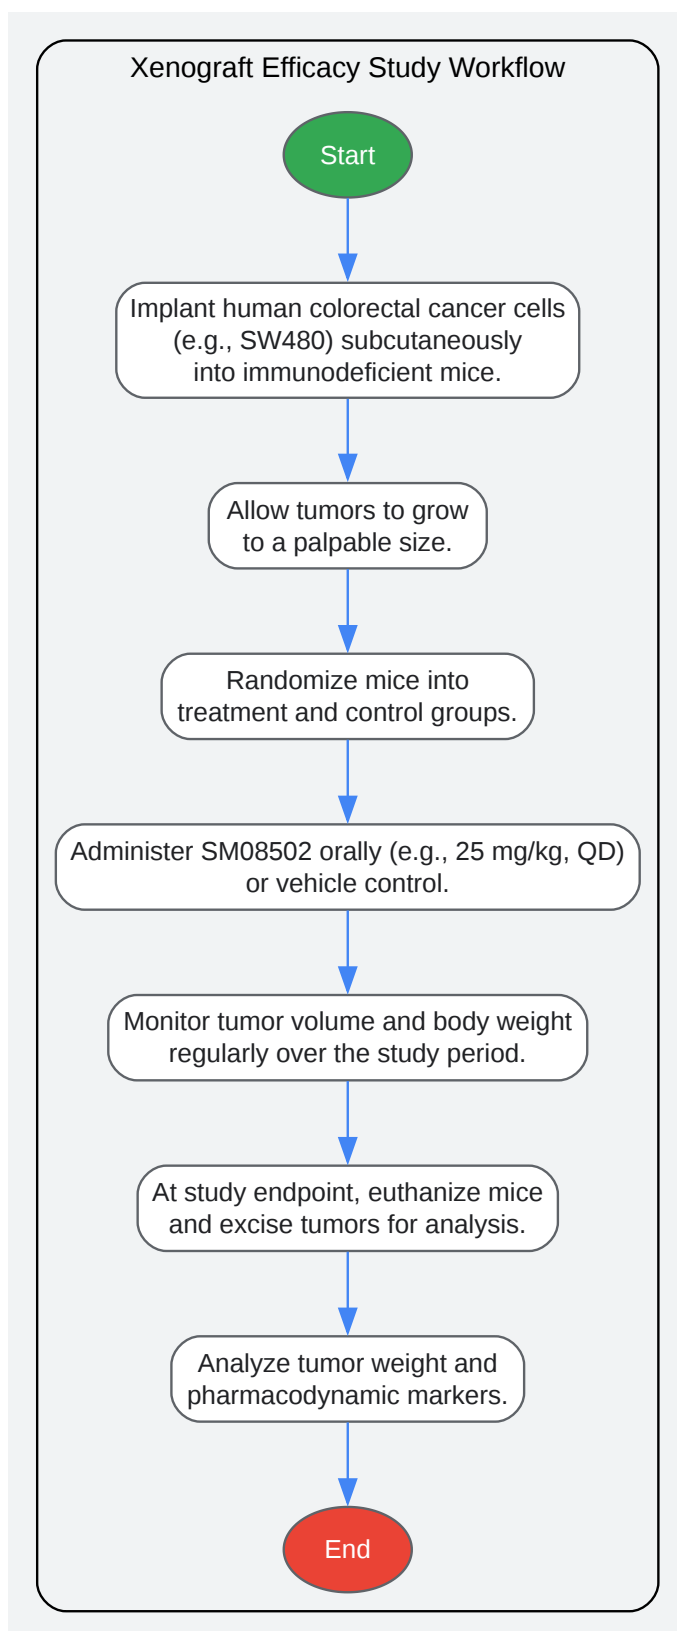 Xenograft Efficacy Study Workflow
Start
Implant human colorectal cancer cells
(e.g., SW480) subcutaneously
into immunodeficient mice.
Allow tumors to grow
to a palpable size.
Randomize mice into
treatment and control groups.
Administer SM08502 orally (e.g., 25 mg/kg, QD)
or vehicle control.
Monitor tumor volume and body weight
regularly over the study period.
At study endpoint, euthanize mice
and excise tumors for analysis.
Analyze tumor weight and
pharmacodynamic markers.
End